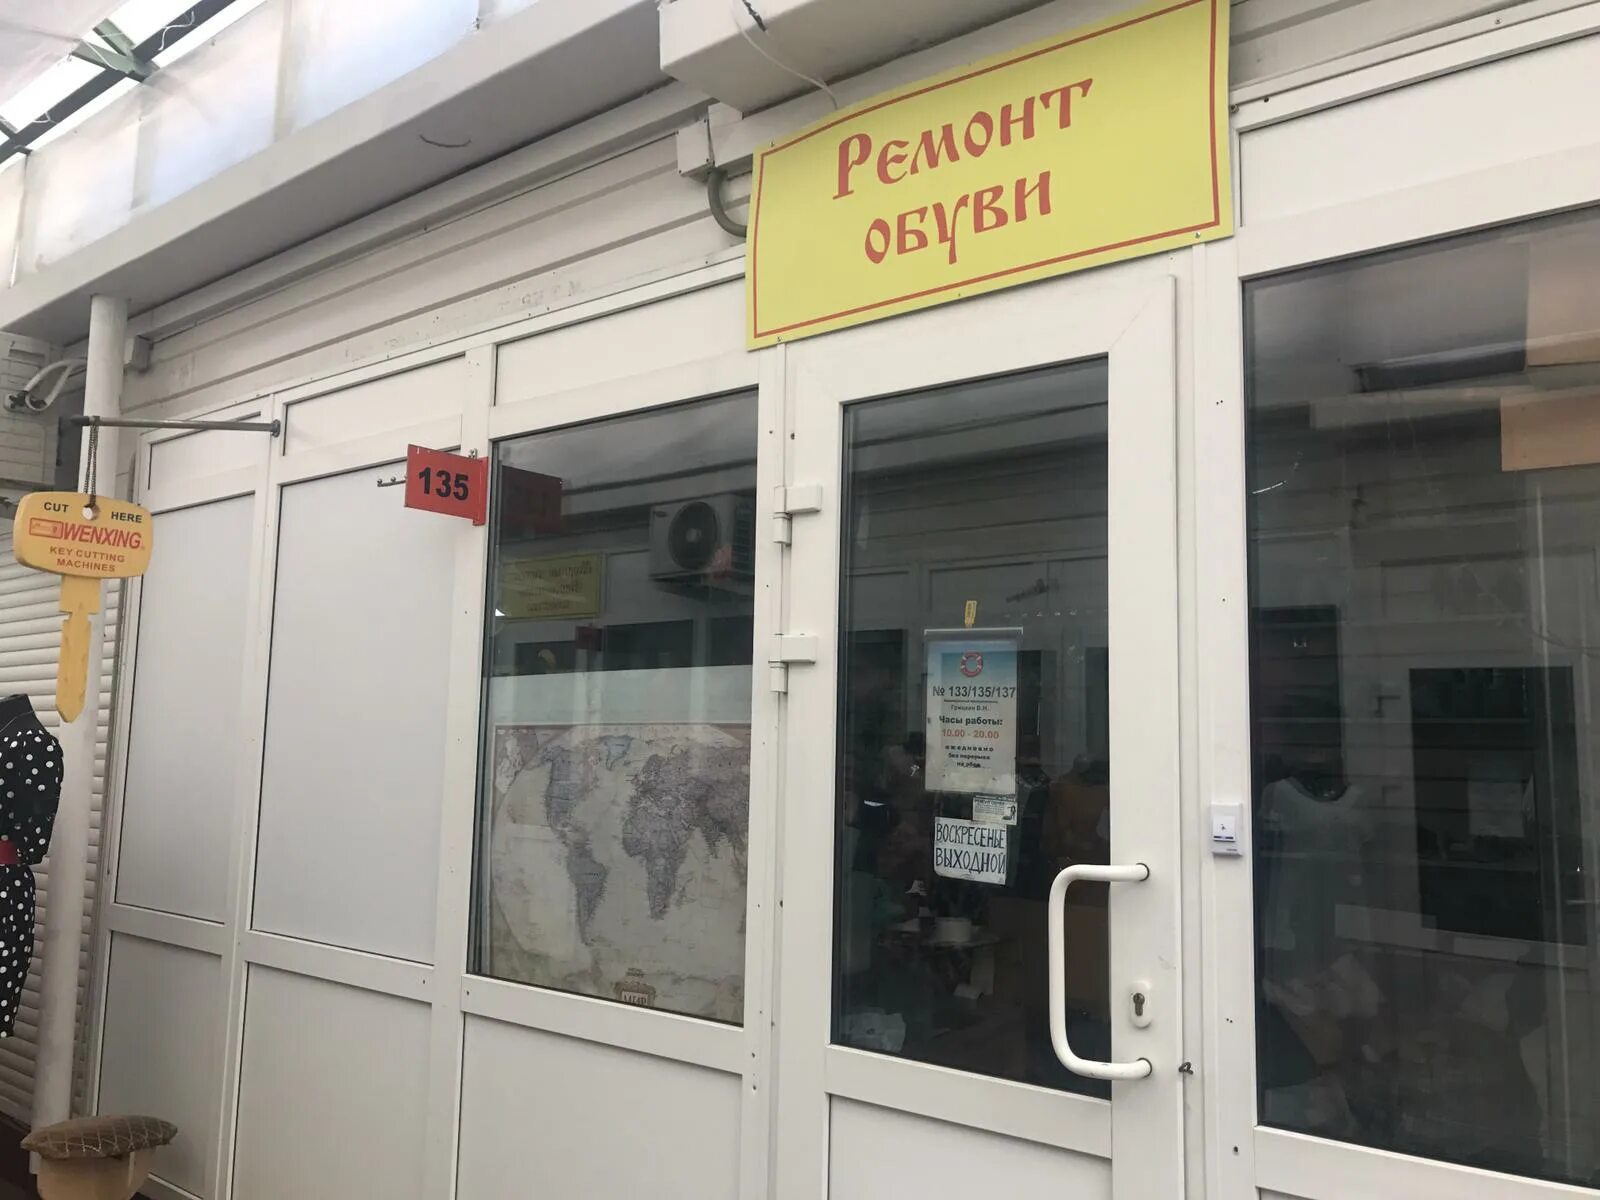 Ремонт
обуви
135
CUT HERE
WENXING
KEY CUTTING
MACHINES
№ 133/135/137
Часы работы:
10.00 - 20.00
ежедневно
без перерыва
на обед
ВОСКРЕСЕНЬЕ
ВЫХОДНОЙ
МИР